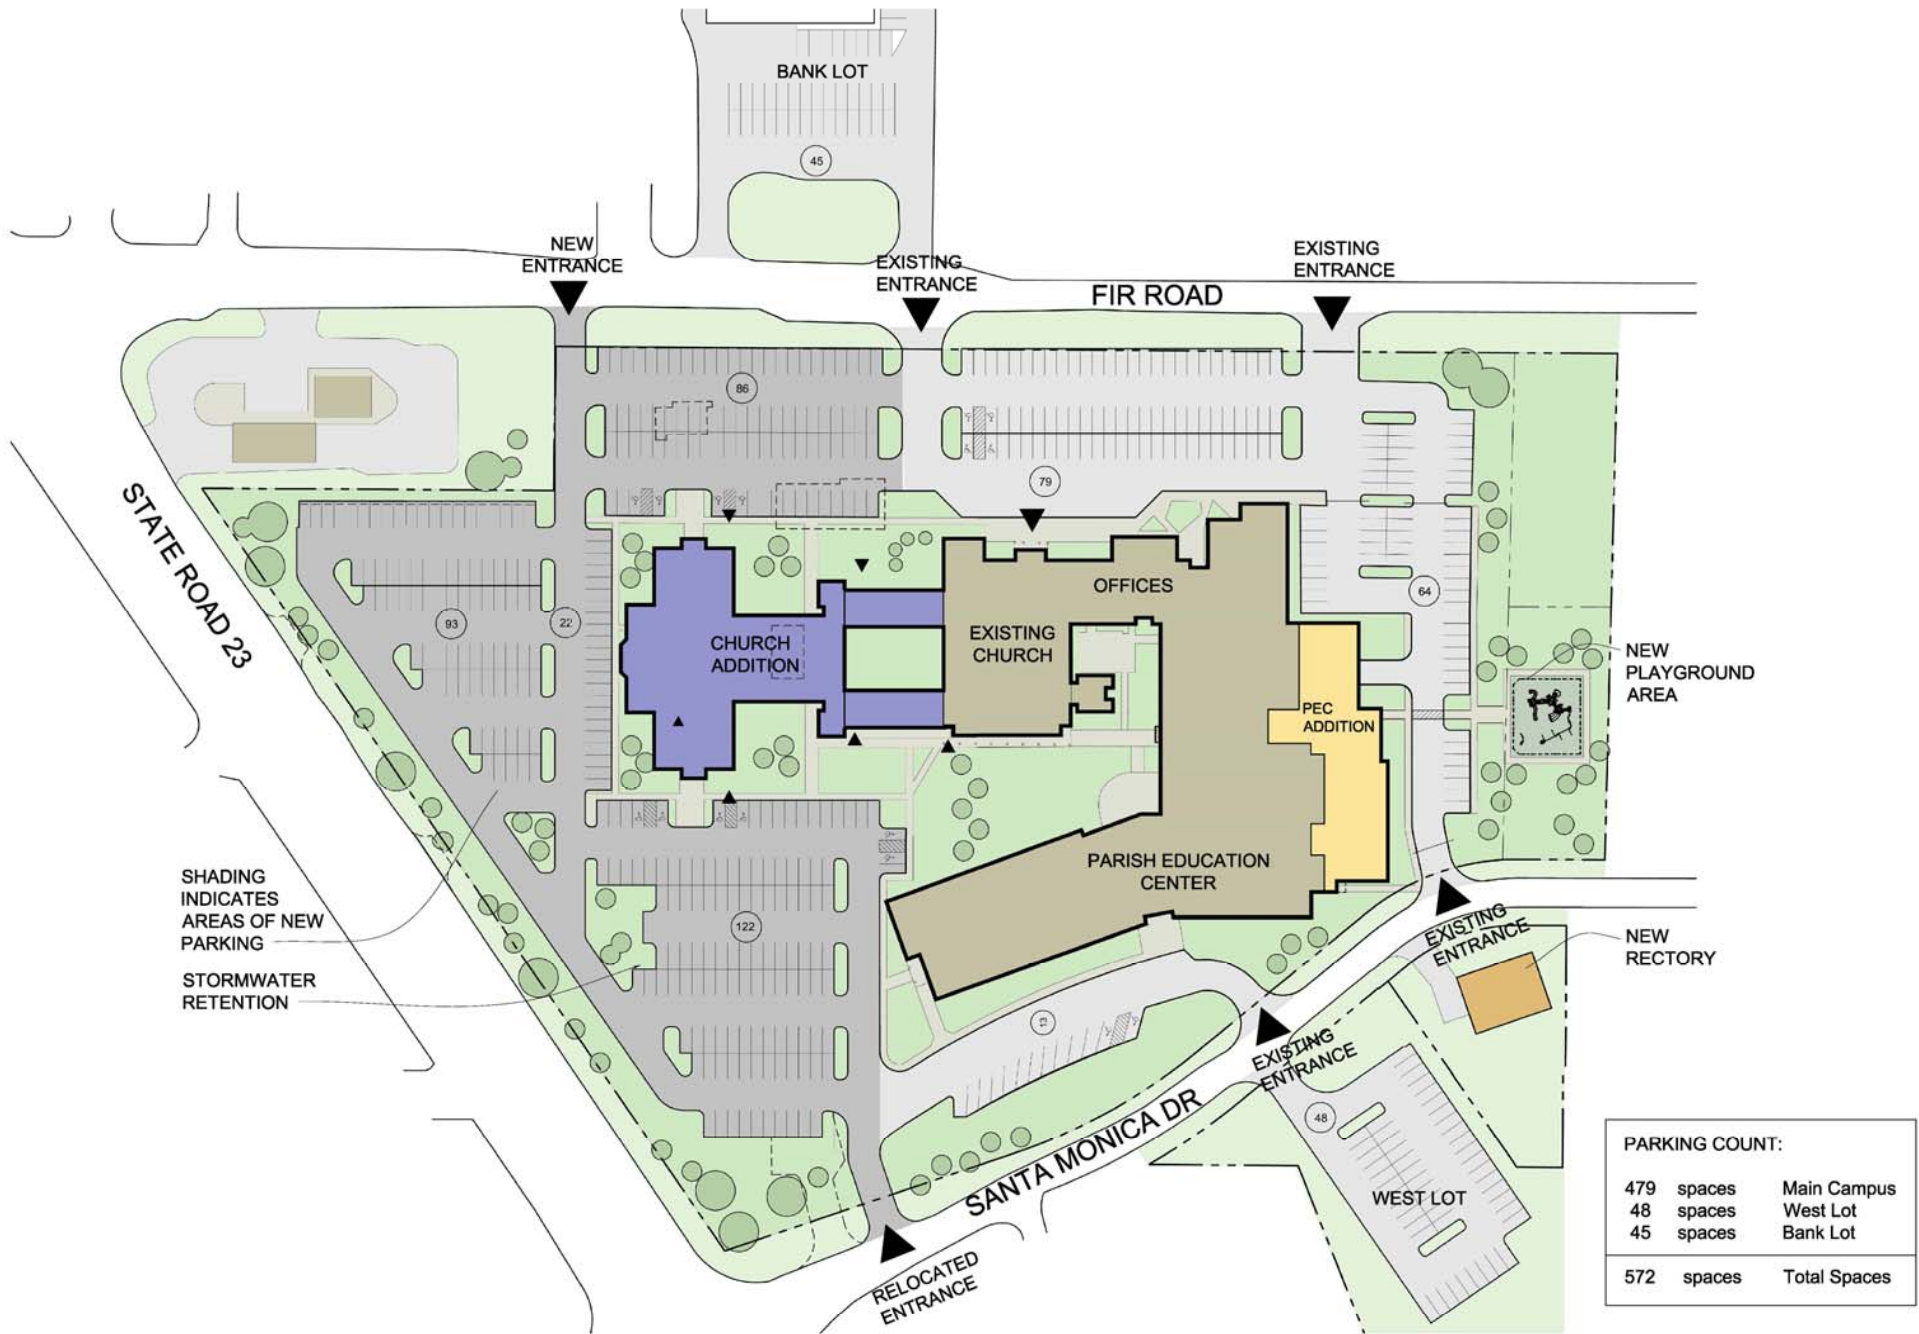 BANK LOT
45
NEW
ENTRANCE
EXISTING
ENTRANCE
EXISTING
ENTRANCE
FIR ROAD
86
79
STATE ROAD 23
93
22
64
CHURCH
ADDITION
EXISTING
CHURCH
OFFICES
PEC
ADDITION
NEW
PLAYGROUND
AREA
SHADING
INDICATES
AREAS OF NEW
PARKING
STORMWATER
RETENTION
122
PARISH EDUCATION
CENTER
13
EXISTING
ENTRANCE
NEW
RECTORY
EXISTING
ENTRANCE
48
WEST LOT
SANTA MONICA DR
RELOCATED
ENTRANCE
PARKING COUNT:
479 spaces Main Campus
48 spaces West Lot
45 spaces Bank Lot
572 spaces Total Spaces